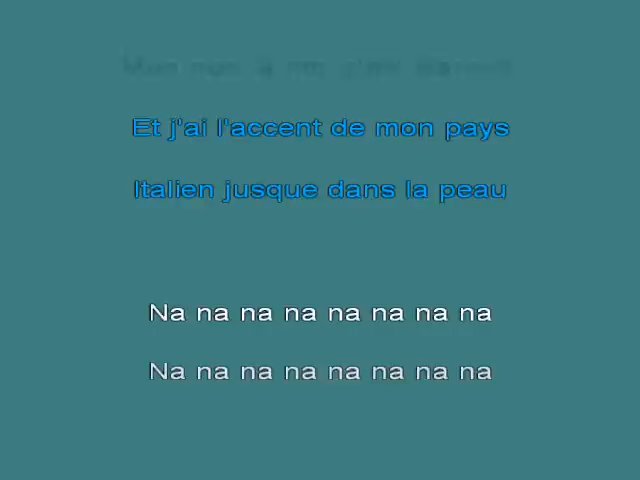 Et j'ai l'accent de mon pays
Italien jusque dans la peau
Na na na na na na na na
Na na na na na na na na